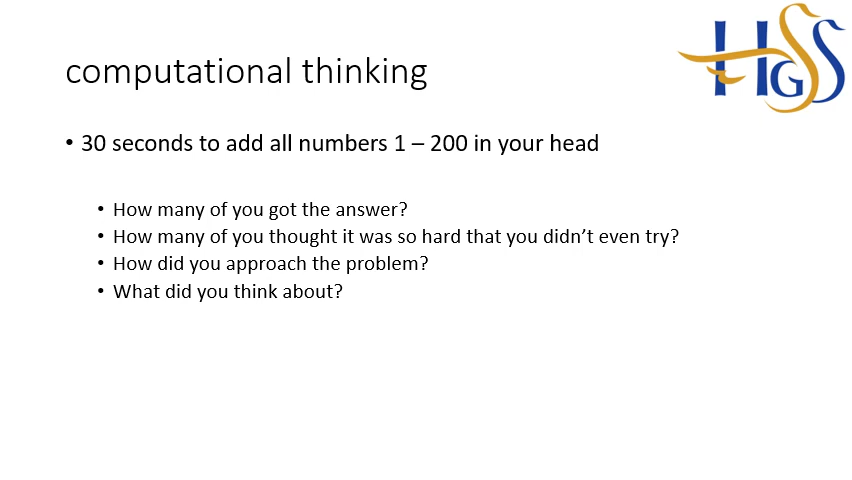 HGSS
computational thinking
• 30 seconds to add all numbers 1 – 200 in your head
• How many of you got the answer?
• How many of you thought it was so hard that you didn’t even try?
• How did you approach the problem?
• What did you think about?